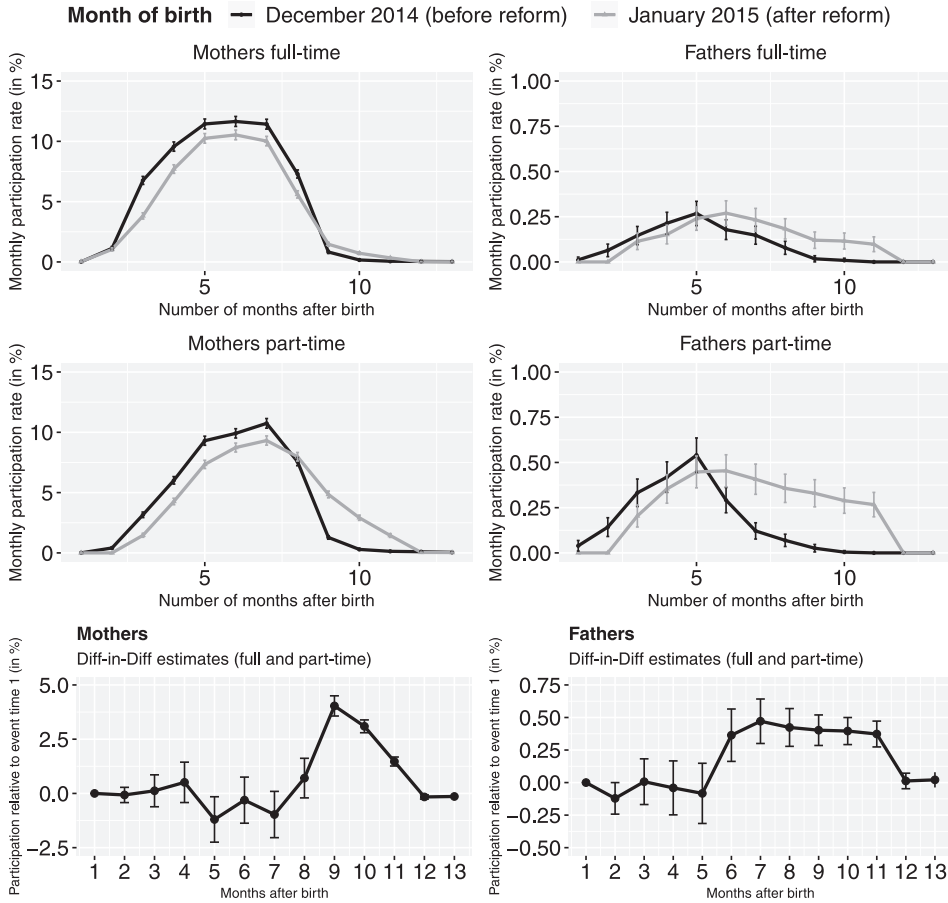 Month of birth December 2014 (before reform) January 2015 (after reform)
Mothers full-time
Monthly participation rate (in %)
15
10
5
0
5 10
Number of months after birth
Fathers full-time
Monthly participation rate (in %)
1.00
0.75
0.50
0.25
0.00
5 10
Number of months after birth
Mothers part-time
Monthly participation rate (in %)
15
10
5
0
5 10
Number of months after birth
Fathers part-time
Monthly participation rate (in %)
1.00
0.75
0.50
0.25
0.00
5 10
Number of months after birth
Mothers
Diff-in-Diff estimates (full and part-time)
Participation relative to event time 1 (in %)
5.0
2.5
0.0
−2.5
1 2 3 4 5 6 7 8 9 10 11 12 13
Months after birth
Fathers
Diff-in-Diff estimates (full and part-time)
Participation relative to event time 1 (in %)
0.75
0.50
0.25
0.00
−0.25
−0.50
1 2 3 4 5 6 7 8 9 10 11 12 13
Months after birth